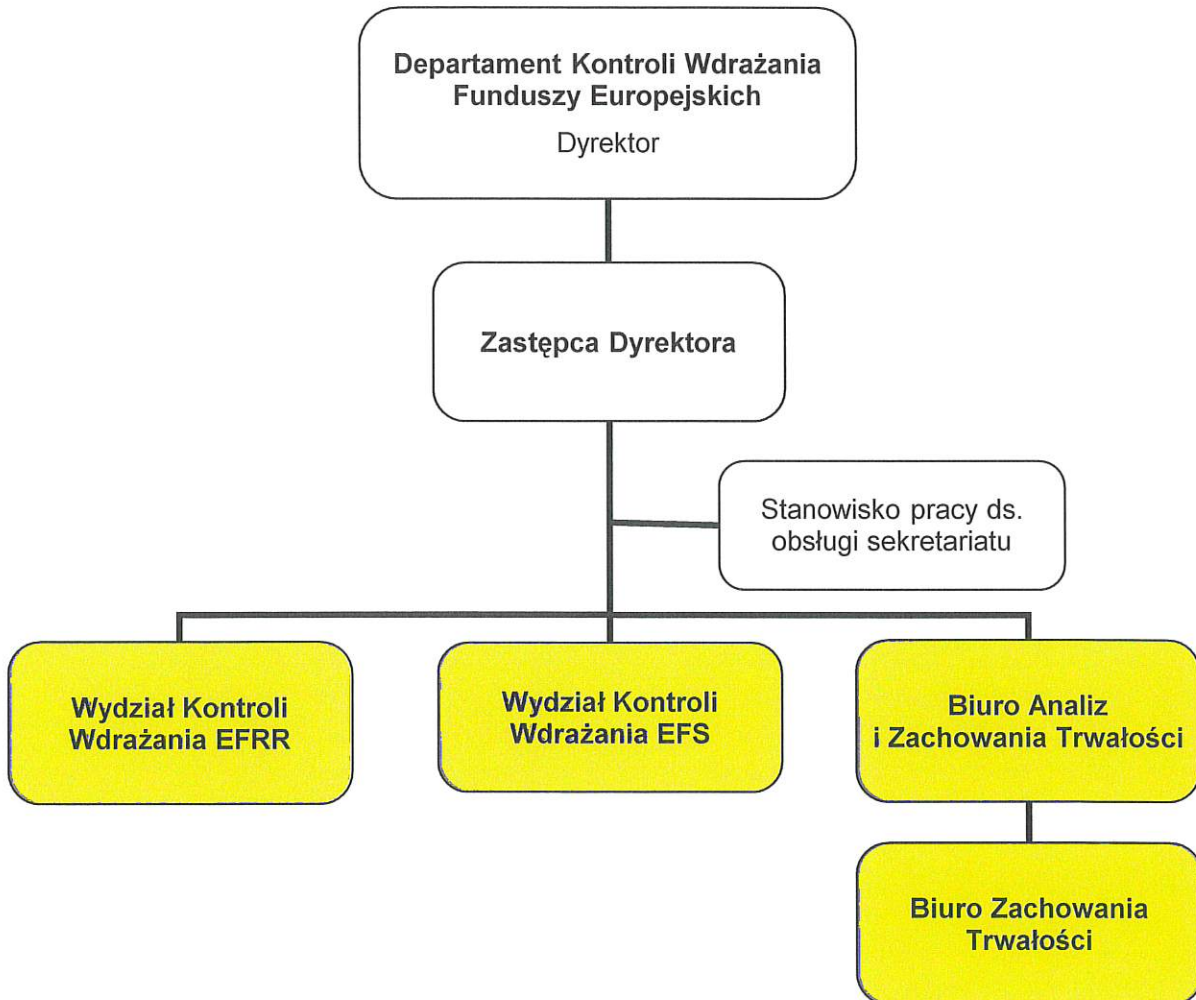 Departament Kontroli Wdrażania
Funduszy Europejskich
Dyrektor
Zastępca Dyrektora
Stanowisko pracy ds.
obsługi sekretariatu
Wydział Kontroli
Wdrażania EFRR
Wydział Kontroli
Wdrażania EFS
Biuro Analiz
i Zachowania Trwałości
Biuro Zachowania
Trwałości